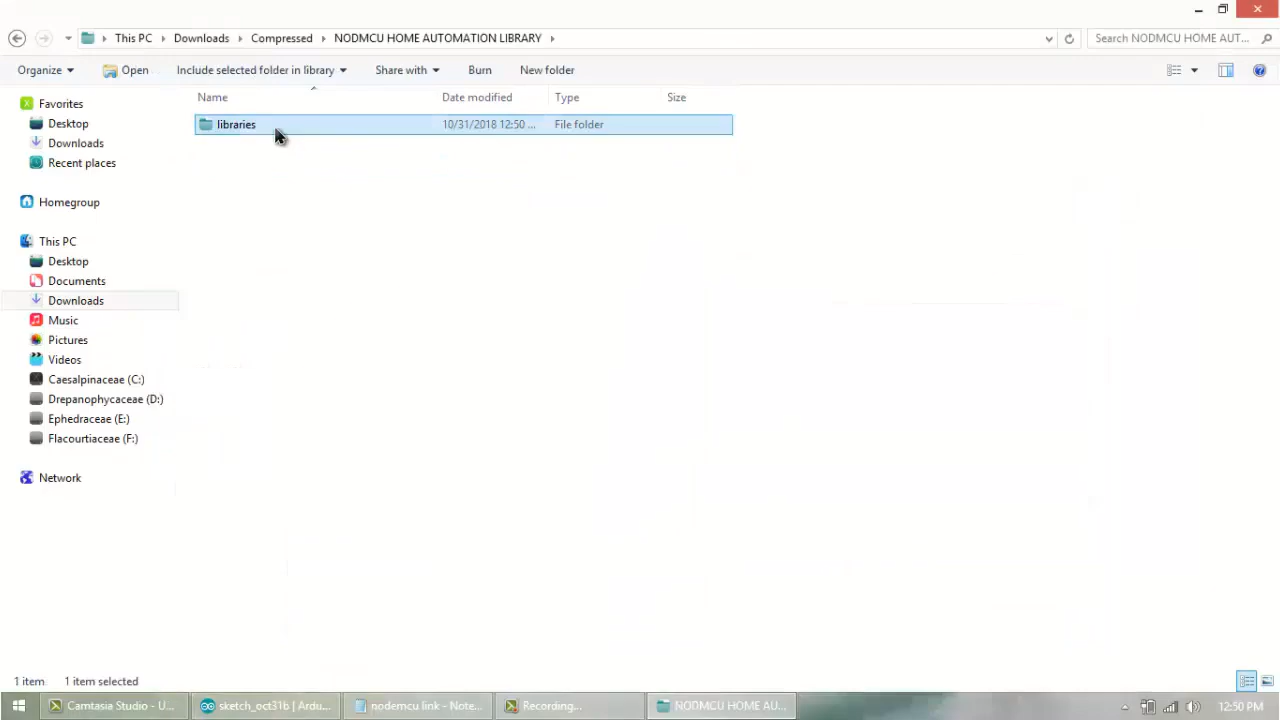 This PC Downloads Compressed NODMCU HOME AUTOMATION LIBRARY Search NODMCU HOME AUT...
Organize Open Include selected folder in library Share with Burn New folder
Name Date modified Type Size
libraries 10/31/2018 12:50 ... File folder
Favorites
Desktop
Downloads
Recent places
Homegroup
This PC
Desktop
Documents
Downloads
Music
Pictures
Videos
Caesalpinaceae (C:)
Drepanophycaceae (D:)
Ephedraceae (E:)
Flacourtiaceae (F:)
Network
1 item 1 item selected
Camtasia Studio - U... sketch_oct31b | Ardu... nodemcu link - Note... Recording... NODMCU HOME AU... 12:50 PM